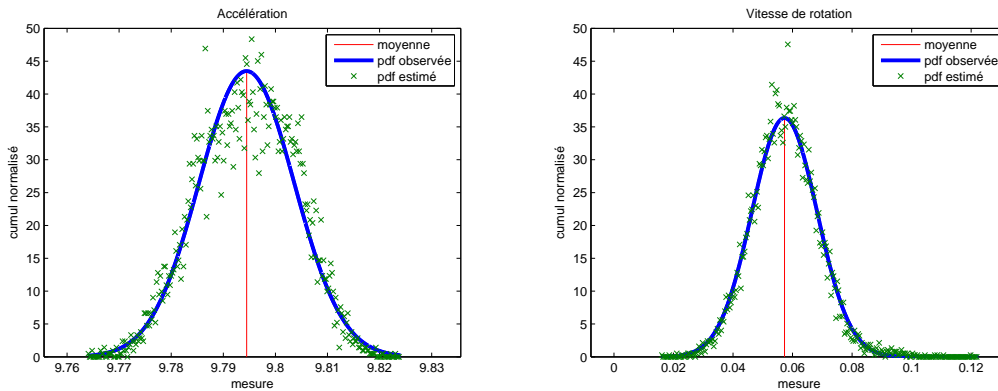 Accélération
50
45
40
35
30
25
20
15
10
5
0
cumul normalisé
9.76 9.77 9.78 9.79 9.8 9.81 9.82 9.83
mesure
moyenne
pdf observée
pdf estimé
Vitesse de rotation
50
45
40
35
30
25
20
15
10
5
0
cumul normalisé
0 0.02 0.04 0.06 0.08 0.1 0.12
mesure
moyenne
pdf observée
pdf estimé